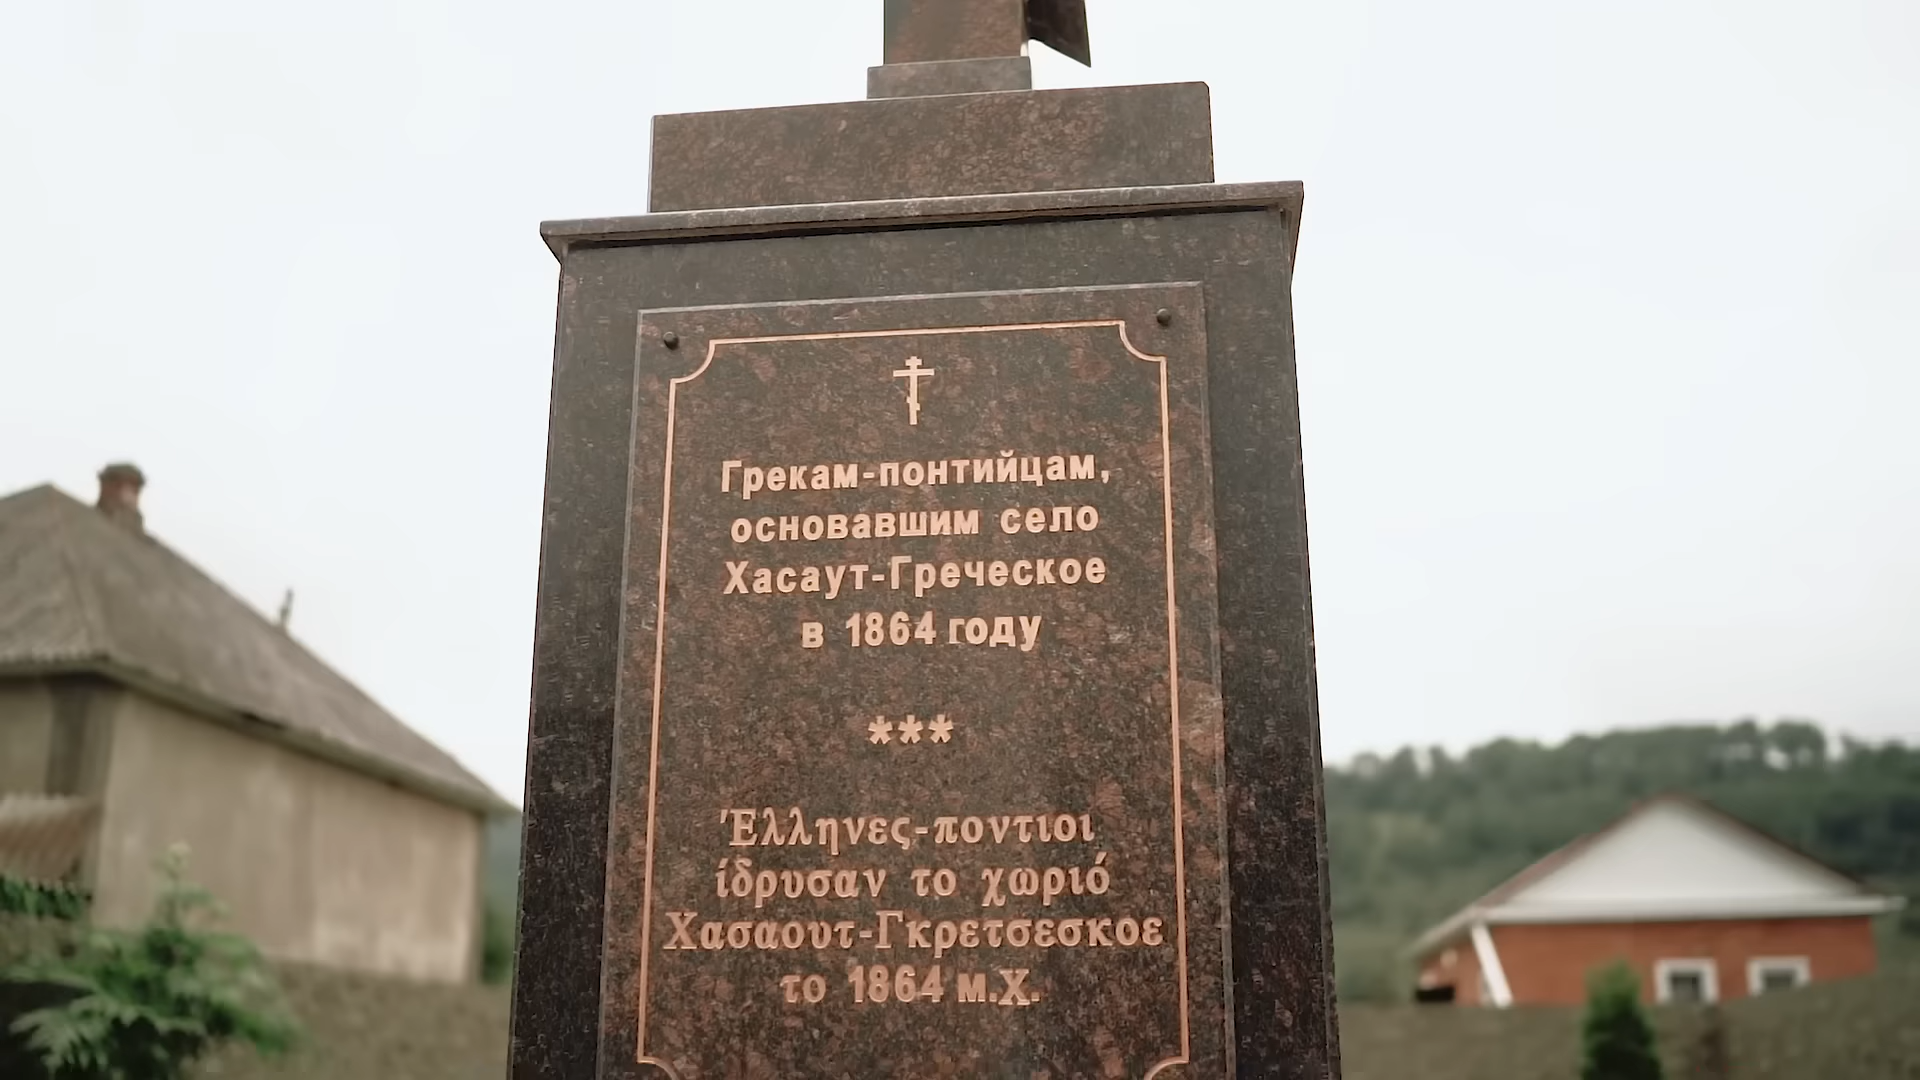 Грекам-понтийцам,
основавшим село
Хасаут-Греческое
в 1864 году
***
Έλληνες-ποντιοι
ίδρυσαν το χωριό
Χασαουτ-Γκρετσεσκοε
το 1864 μ.Χ.